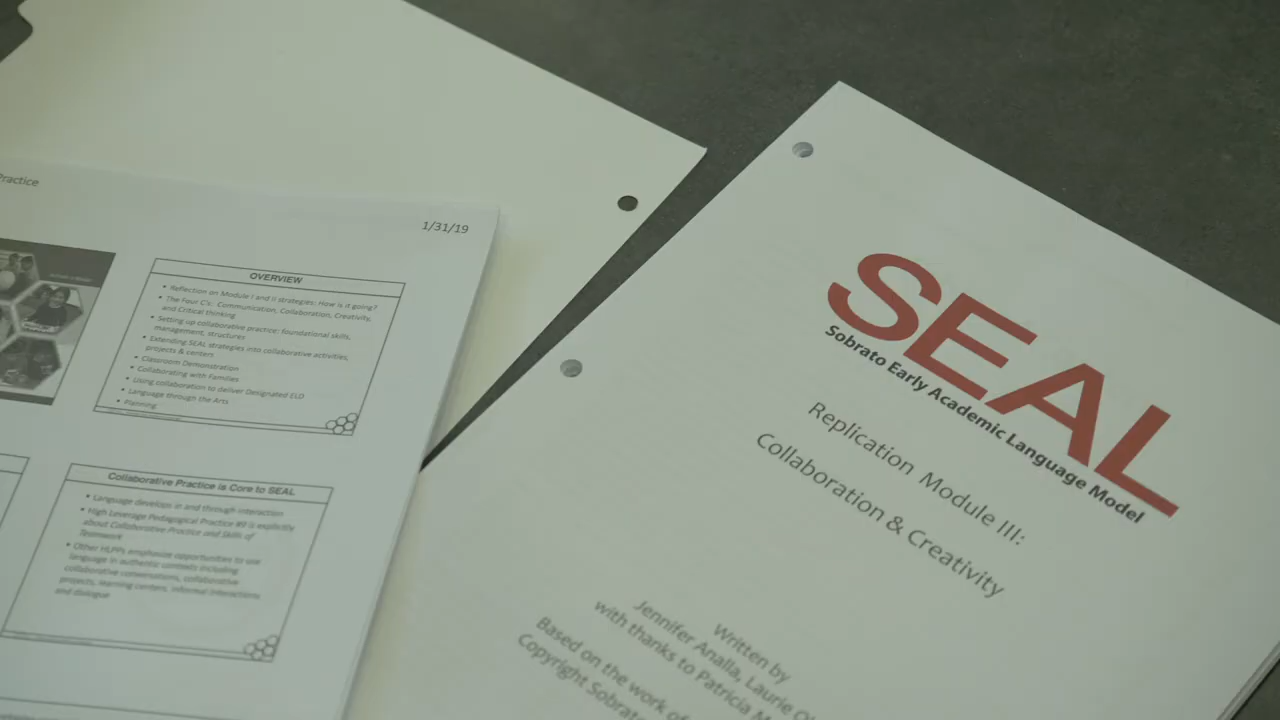 Practice
1/31/19
OVERVIEW
• Reflection on Module I and II strategies: How is it going?
• The Four C's: Communication, Collaboration, Creativity,
and Critical thinking
• Setting up collaborative practice: foundational skills,
management, structures
• Extending SEAL strategies into collaborative activities,
projects & centers
• Classroom Demonstration
• Collaborating with Families
• Using collaboration to deliver Designated ELD
• Language through the Arts
• Planning
Collaborative Practice is Core to SEAL
• Language develops in and through interaction
• High Leverage Pedagogical Practice #9 is explicitly
about Collaborative Practice and Skills of
Teamwork
• Other HLPPs emphasize opportunities to use
language in authentic contexts including
collaborative conversations, collaborative
projects, learning centers, informal interactions
and dialogue
SEAL
Sobrato Early Academic Language Model
Replication Module III:
Collaboration & Creativity
Written by
Jennifer Analla, Laurie
with thanks to Patricia
Based on the work of
Copyright Sobrato